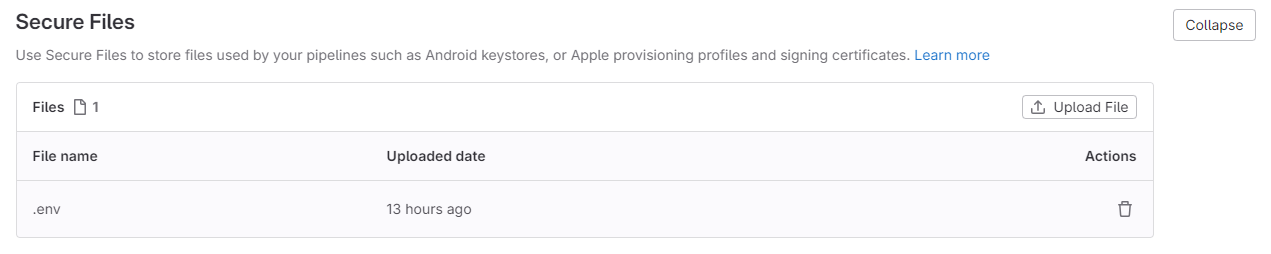 Secure Files
Collapse
Use Secure Files to store files used by your pipelines such as Android keystores, or Apple provisioning profiles and signing certificates. Learn more
Files 1
Upload File
File name Uploaded date Actions
.env 13 hours ago